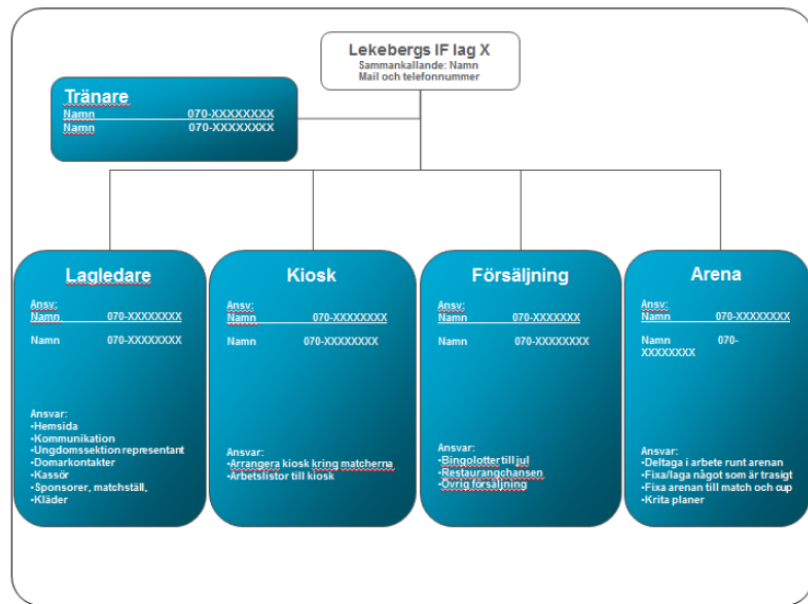 Lekebergs IF lag X
Sammankallande: Namn
Mail och telefonnummer
Tränare
Namn 070-XXXXXXXX
Namn 070-XXXXXXXX
Lagledare
Ansv:
Namn 070-XXXXXXXX
Namn 070-XXXXXXXX
Ansvar:
•Hemsida
•Kommunikation
•Ungdomssektion representant
•Domarkontakter
•Kassör
•Sponsorer, matchställ,
•Kläder
Kiosk
Ansv:
Namn 070-XXXXXXXX
Namn 070-XXXXXXXX
Ansvar:
•Arrangera kiosk kring matcherna
•Arbetslistor till kiosk
Försäljning
Ansv:
Namn 070-XXXXXXX
Namn 070-XXXXXXXX
Ansvar:
•Bingolotter till jul
•Restaurangchansen
•Övrig försäljning
Arena
Ansv:
Namn 070-XXXXXXXX
Namn 070-
XXXXXXXX
Ansvar:
•Deltaga i arbete runt arenan
•Fixa/laga något som är trasigt
•Fixa arenan till match och cup
•Krita planer